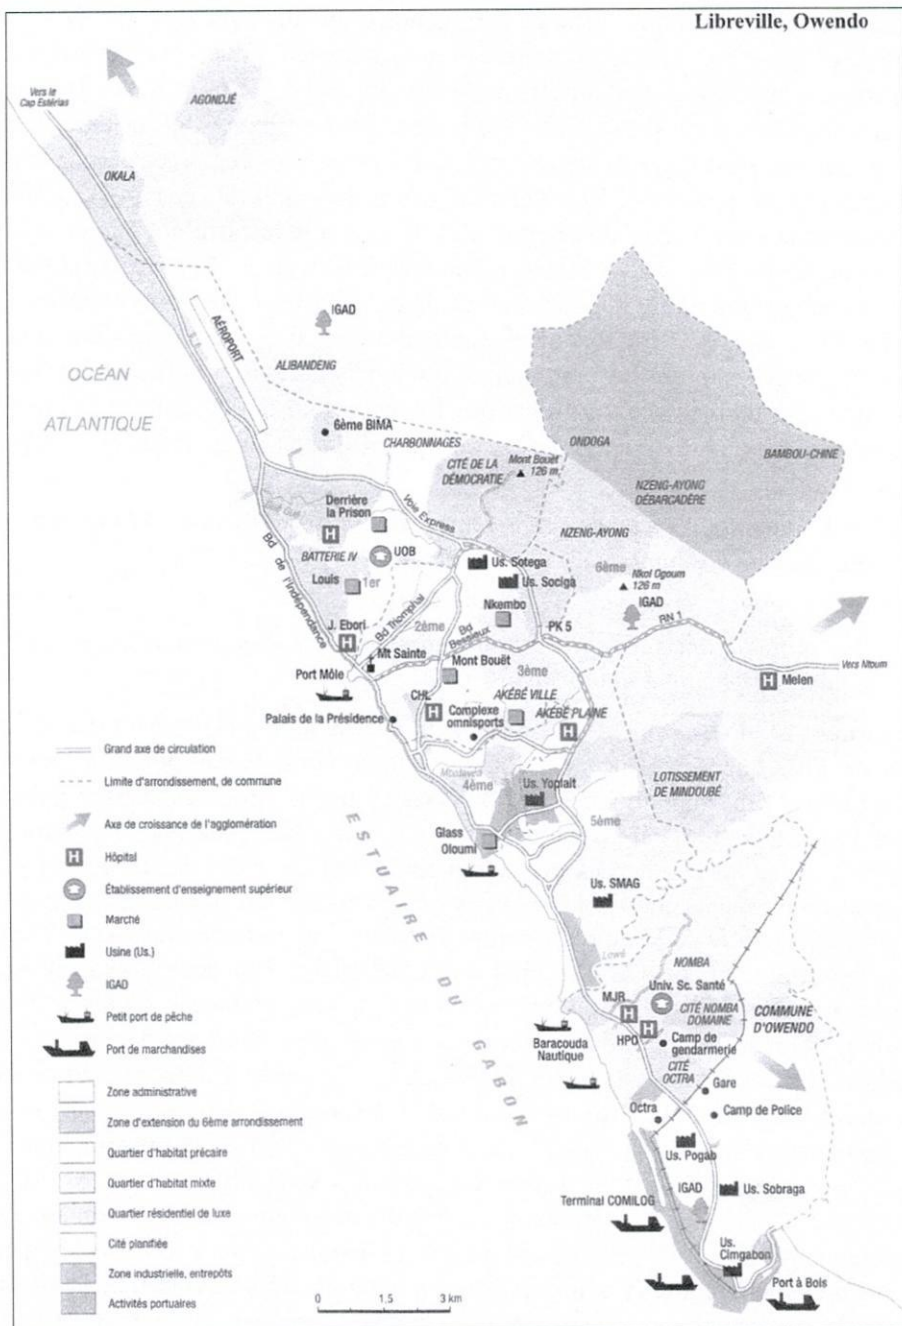 Libreville, Owendo
Vers le
Cap Estérias
AGONDJÉ
OKALA
AÉROPORT
IGAD
ALIBANDENG
OCÉAN
ATLANTIQUE
6ème BIMA
CHARBONNAGES
CITÉ DE LA
DÉMOCRATIE
Mont Bouët
126 m
ONDOGA
BAMBOU-CHINE
NZENG-AYONG
DÉBARCADÈRE
Derrière
la Prison
Voie Express
NZENG-AYONG
BATTERIE IV
UOB
Us. Sotega
6ème
Bd de l'Indépendance
Louis
1er
Us. Sociga
Nkol Ogoum
126 m
IGAD
Nkembo
J. Ebori
Bd Triomphal
2ème
Bd
Bessieux
PK 5
RN 1
Mt Sainte
Vers Ntoum
Port Môle
Mont Bouët
3ème
Melen
CHL
AKÉBÉ VILLE
Palais de la Présidence
Complexe
omnisports
AKÉBÉ PLAINE
4ème
Us. Yoplait
LOTISSEMENT
DE MINDOUBÉ
5ème
Glass
Oloumi
ESTUAIRE DU GABON
Us. SMAG
Lowé
NOMBA
MJR
Univ. Sc. Santé
CITÉ NOMBA
DOMAINE
COMMUNE
D'OWENDO
Baracouda
Nautique
HPO
Camp de
gendarmerie
CITÉ
OCTRA
Gare
Octra
Camp de Police
Us. Pogab
IGAD
Us. Sobraga
Terminal COMILOG
Us.
Cimgabon
Port à Bois
Grand axe de circulation
Limite d'arrondissement, de commune
Axe de croissance de l'agglomération
H Hôpital
Établissement d'enseignement supérieur
Marché
Usine (Us.)
IGAD
Petit port de pêche
Port de marchandises
Zone administrative
Zone d'extension du 6ème arrondissement
Quartier d'habitat précaire
Quartier d'habitat mixte
Quartier résidentiel de luxe
Cité planifiée
Zone industrielle, entrepôts
Activités portuaires
0 1,5 3 km